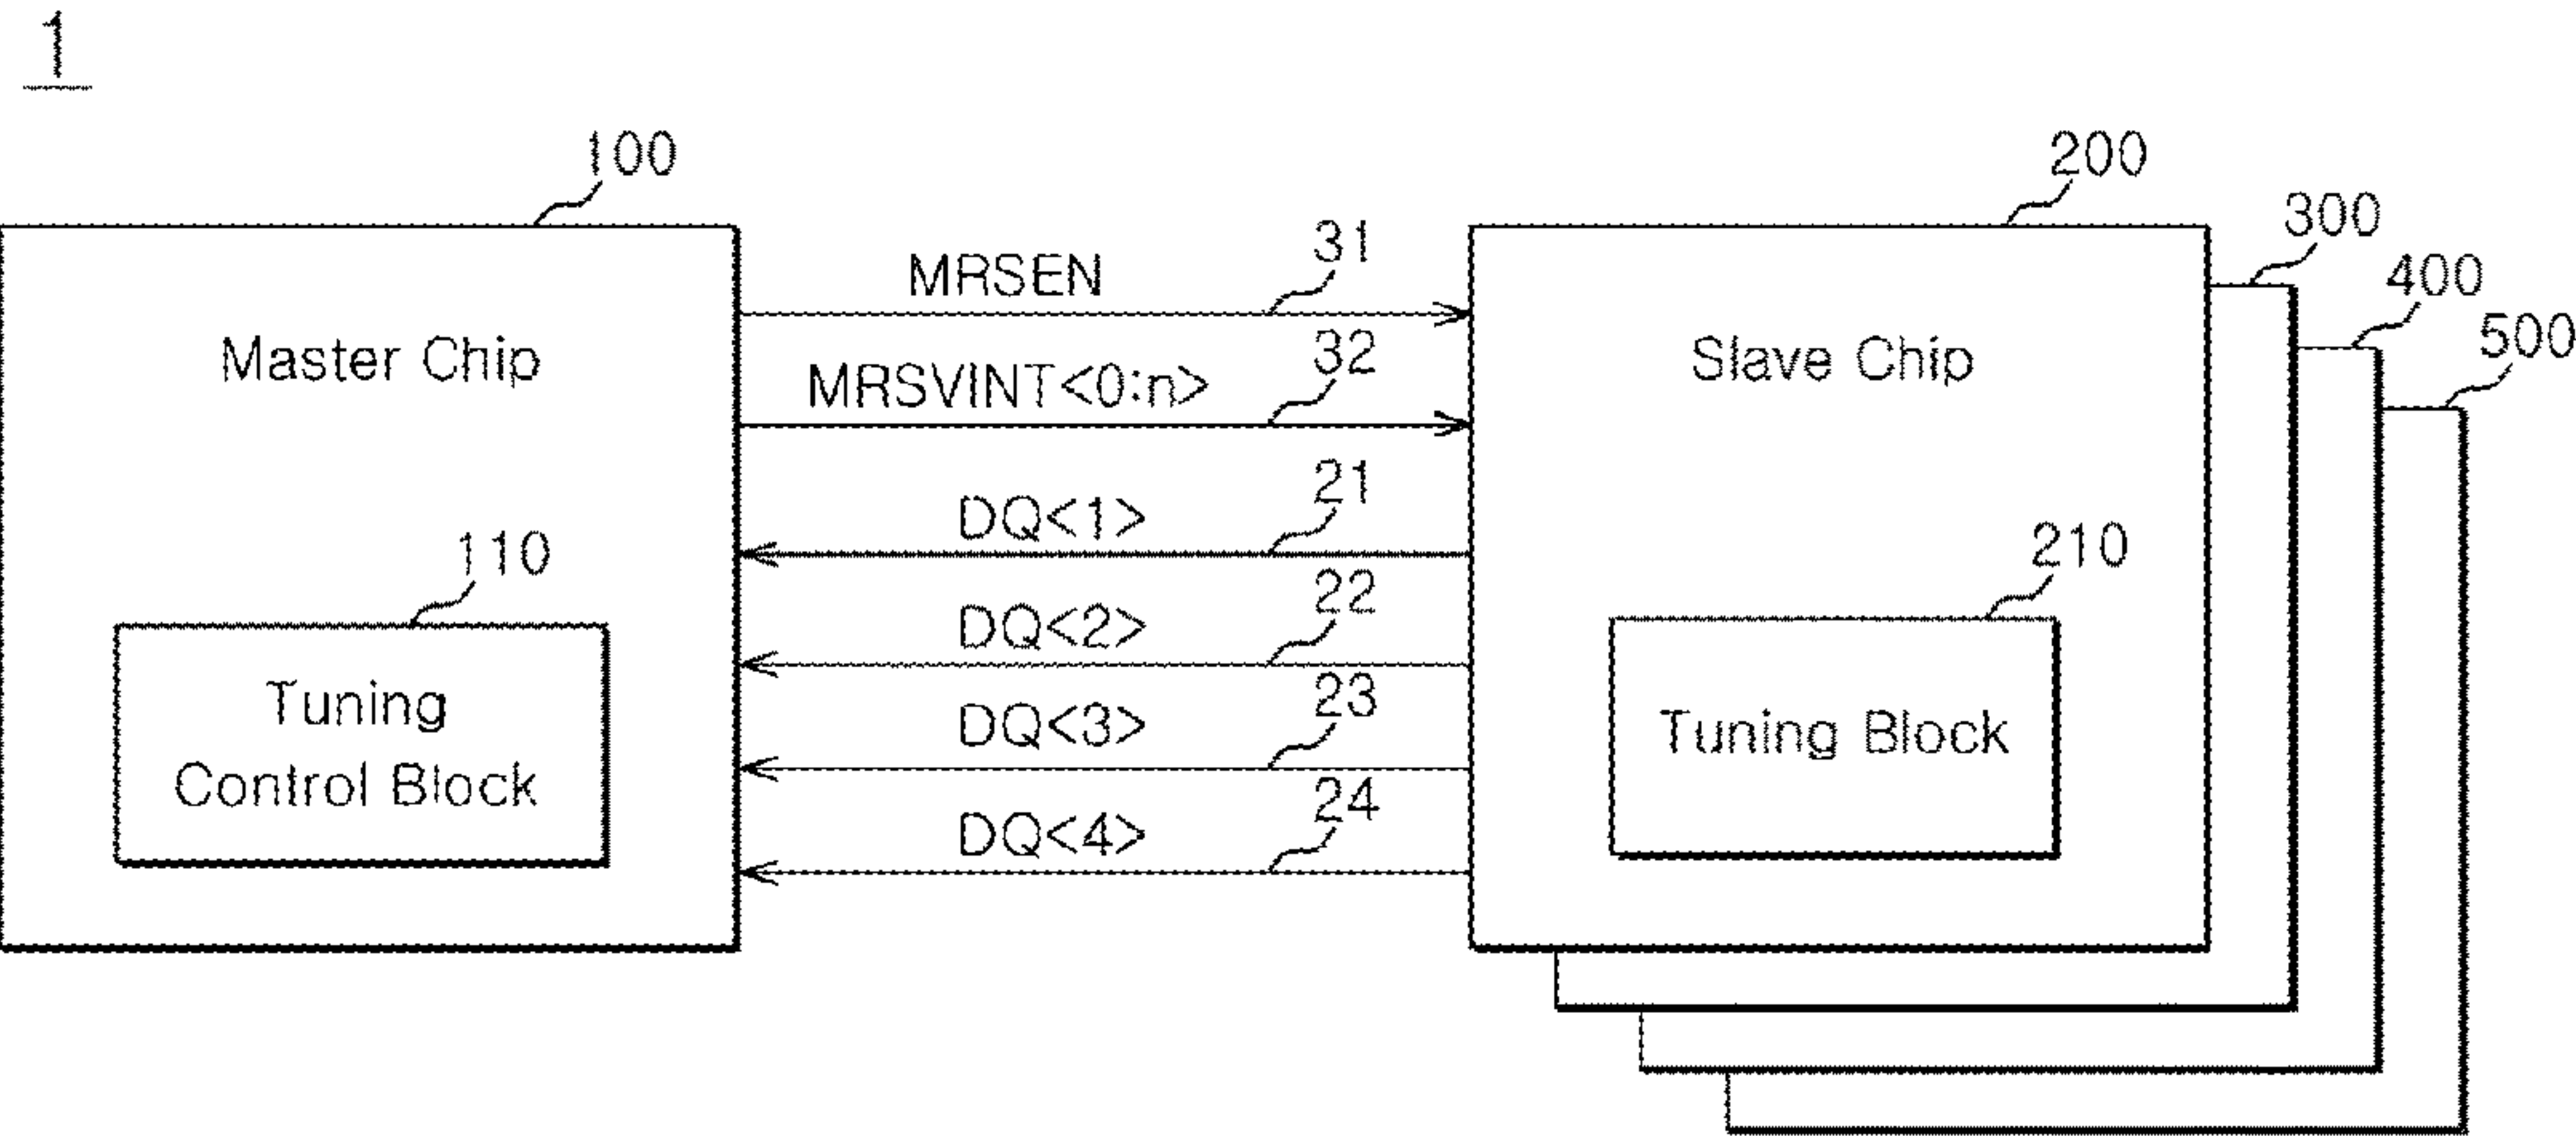 1
100
200
300
400
500
MRSEN
31
Master Chip
MRSVINT<0:n>
32
Slave Chip
DQ<1>
21
110
210
DQ<2>
22
Tuning
Control Block
DQ<3>
23
Tuning Block
DQ<4>
24